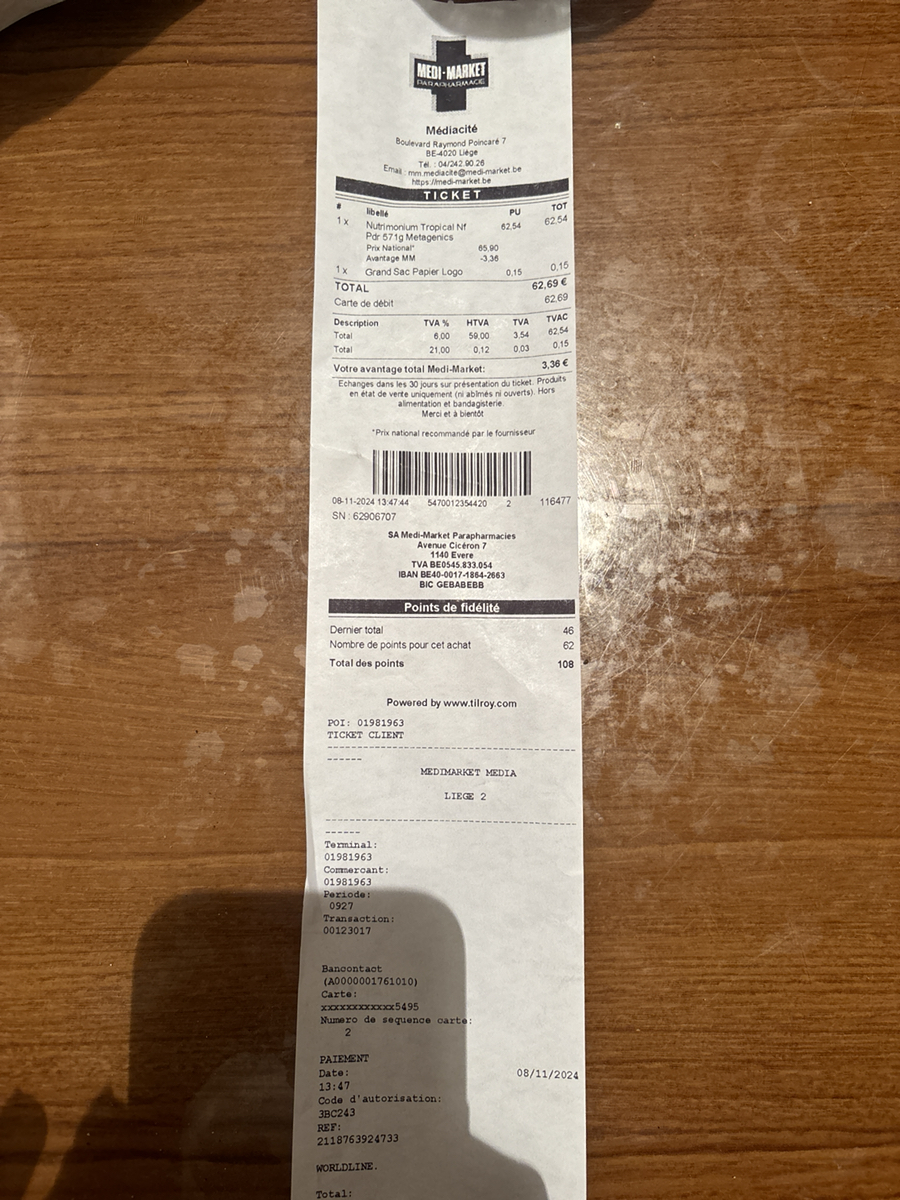 MEDI-MARKET
PARAPHARMACIE
Médiacité
Boulevard Raymond Poincaré 7
BE-4020 Liège
Tél. : 04/242.90.26
Email : mm.mediacite@medi-market.be
https://medi-market.be
TICKET
# libellé PU TOT
1 x Nutrimonium Tropical Nf 62,54 62,54
Pdr 571g Metagenics
Prix National* 65,90
Avantage MM -3,36
1 x Grand Sac Papier Logo 0,15 0,15
TOTAL 62,69 €
Carte de débit 62,69
Description TVA % HTVA TVA TVAC
Total 6,00 59,00 3,54 62,54
Total 21,00 0,12 0,03 0,15
Votre avantage total Medi-Market: 3,36 €
Echanges dans les 30 jours sur présentation du ticket. Produits
en état de vente uniquement (ni abîmés ni ouverts). Hors
alimentation et bandagisterie.
Merci et à bientôt
*Prix national recommandé par le fournisseur
08-11-2024 13:47:44 5470012354420 2 116477
SN : 62906707
SA Medi-Market Parapharmacies
Avenue Cicéron 7
1140 Evere
TVA BE0545.833.054
IBAN BE40-0017-1864-2663
BIC GEBABEBB
Points de fidélité
Dernier total 46
Nombre de points pour cet achat 62
Total des points 108
Powered by www.tilroy.com
POI: 01981963
TICKET CLIENT
------------------------------------------
------
MEDIMARKET MEDIA
LIEGE 2
------------------------------------------
------
Terminal:
01981963
Commercant:
01981963
Periode:
0927
Transaction:
00123017
Bancontact
(A0000001761010)
Carte:
xxxxxxxxxxxx5495
Numero de sequence carte:
2
PAIEMENT
Date: 08/11/2024
13:47
Code d'autorisation:
3BC243
REF:
2118763924733
WORLDLINE.
Total: